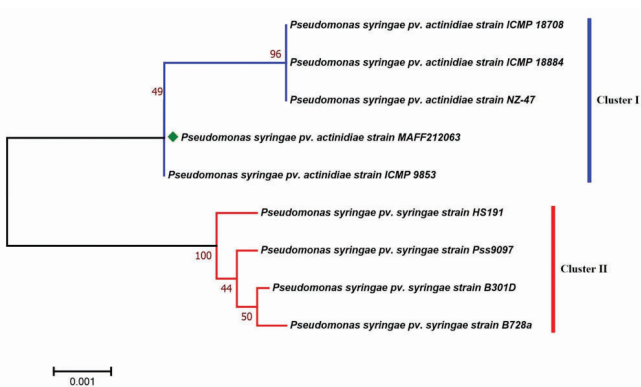 Pseudomonas syringae pv. actinidiae strain ICMP 18708
96
Pseudomonas syringae pv. actinidiae strain ICMP 18884
49
Pseudomonas syringae pv. actinidiae strain NZ-47
Cluster I
Pseudomonas syringae pv. actinidiae strain MAFF212063
Pseudomonas syringae pv. actinidiae strain ICMP 9853
Pseudomonas syringae pv. syringae strain HS191
100
Pseudomonas syringae pv. syringae strain Pss9097
Cluster II
44
Pseudomonas syringae pv. syringae strain B301D
50
Pseudomonas syringae pv. syringae strain B728a
0.001